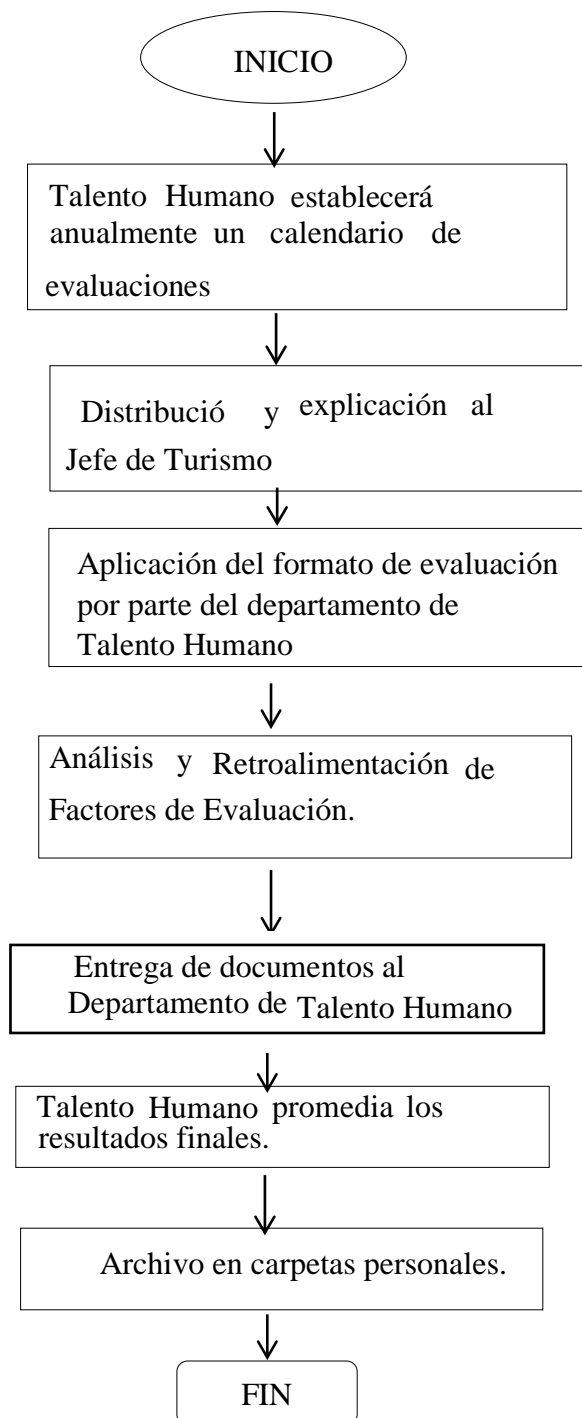 INICIO
Talento Humano establecerá
anualmente un calendario de
evaluaciones
Distribució y explicación al
Jefe de Turismo
Aplicación del formato de evaluación
por parte del departamento de
Talento Humano
Análisis y Retroalimentación de
Factores de Evaluación.
Entrega de documentos al
Departamento de Talento Humano
Talento Humano promedia los
resultados finales.
Archivo en carpetas personales.
FIN